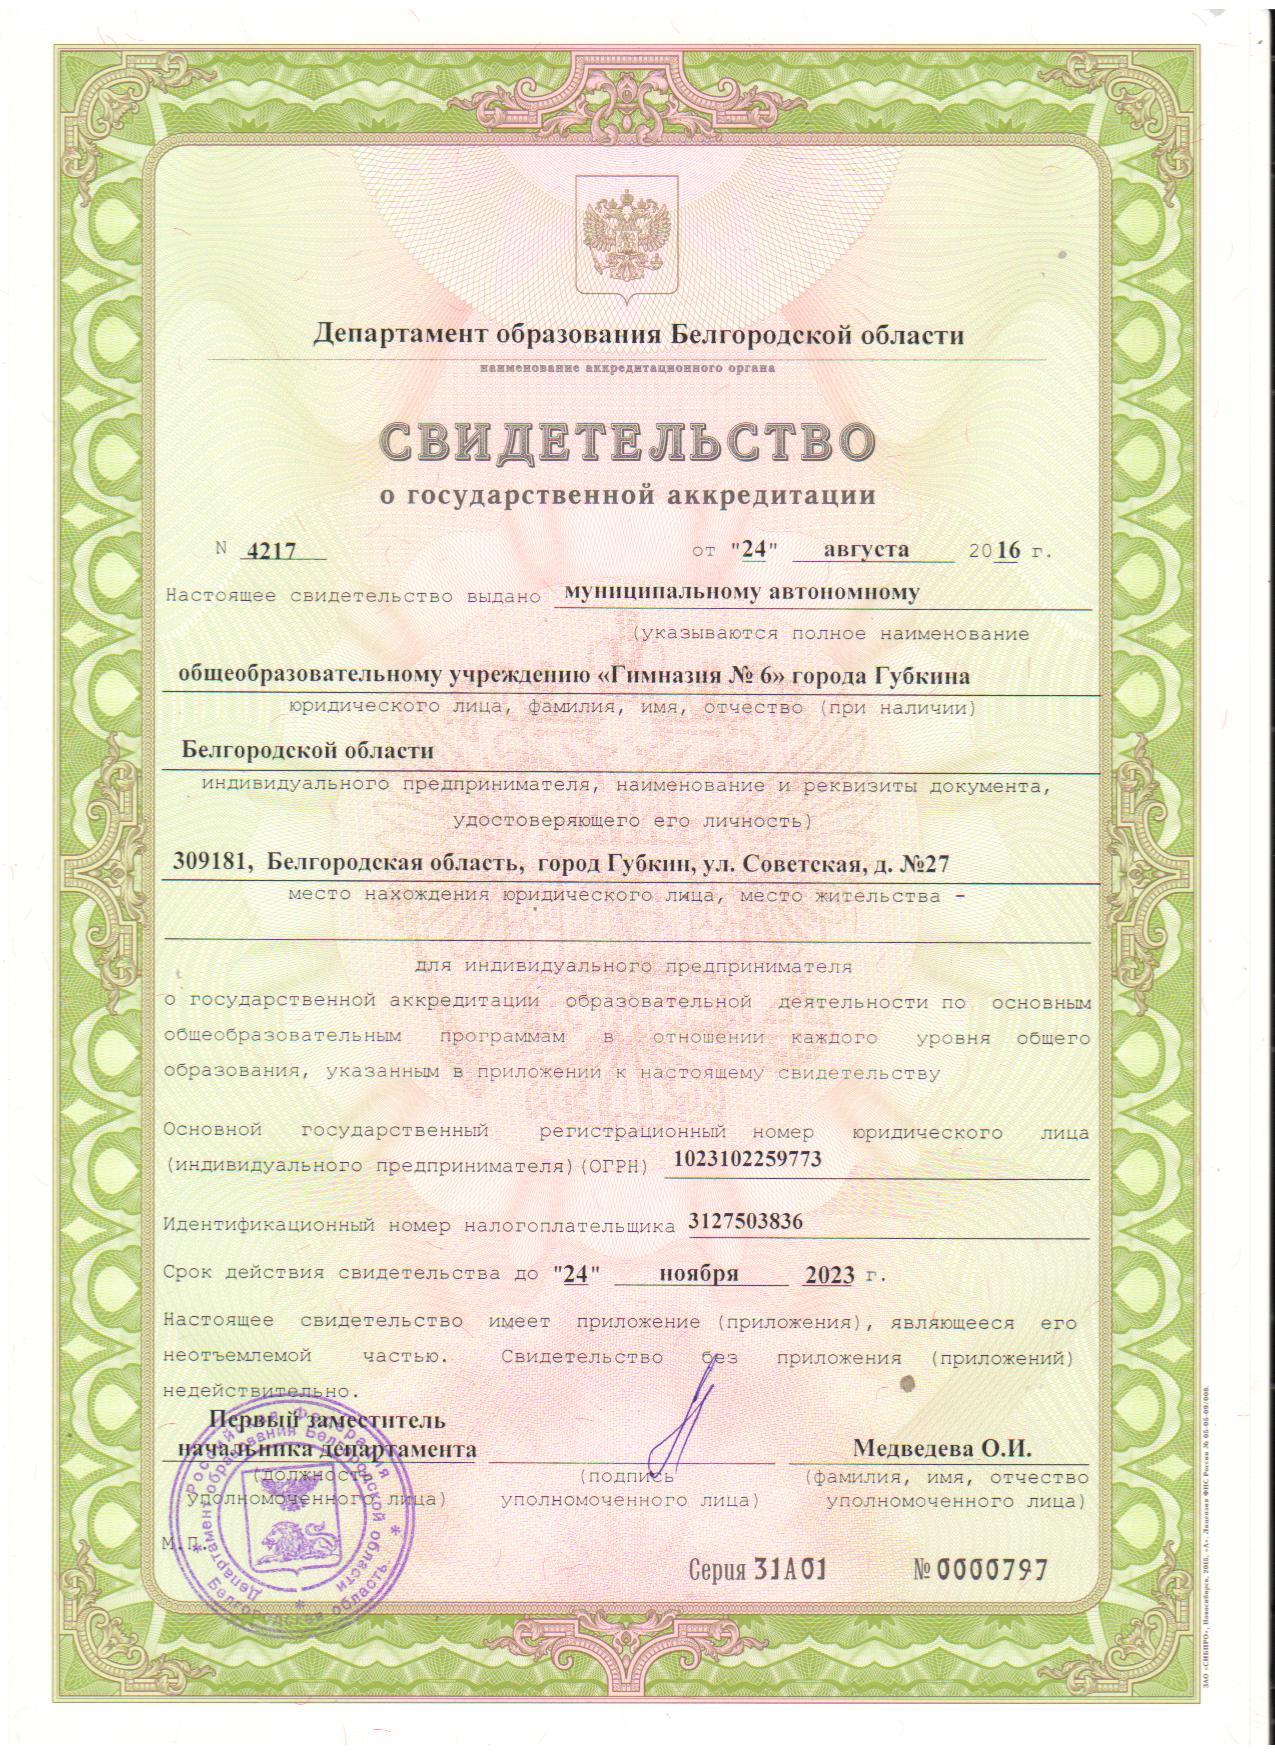 Департамент образования Белгородской области
наименование аккредитационного органа
СВИДЕТЕЛЬСТВО
о государственной аккредитации
N 4217 от "24" августа 2016 г.
Настоящее свидетельство выдано муниципальному автономному
(указываются полное наименование
общеобразовательному учреждению «Гимназия № 6» города Губкина
юридического лица, фамилия, имя, отчество (при наличии)
Белгородской области
индивидуального предпринимателя, наименование и реквизиты документа,
удостоверяющего его личность)
309181, Белгородская область, город Губкин, ул. Советская, д. №27
место нахождения юридического лица, место жительства –
для индивидуального предпринимателя
о государственной аккредитации образовательной деятельности по основным
общеобразовательным программам в отношении каждого уровня общего
образования, указанным в приложении к настоящему свидетельству
Основной государственный регистрационный номер юридического лица
(индивидуального предпринимателя)(ОГРН) 1023102259773
Идентификационный номер налогоплательщика 3127503836
Срок действия свидетельства до "24" ноября 2023 г.
Настоящее свидетельство имеет приложение (приложения), являющееся его
неотъемлемой частью. Свидетельство без приложения (приложений)
недействительно.
Первый заместитель
начальника департамента Медведева О.И.
(должность (подпись (фамилия, имя, отчество
уполномоченного лица) уполномоченного лица) уполномоченного лица)
М.П.
Российская Федерация * Белгородская область *
Департамент образования Белгородской области *
Серия 31А01 № 0000797
ЗАО «СИБПРО», Новосибирск, 2015, «А». Лицензия ФНС России № 05-05-09/008.